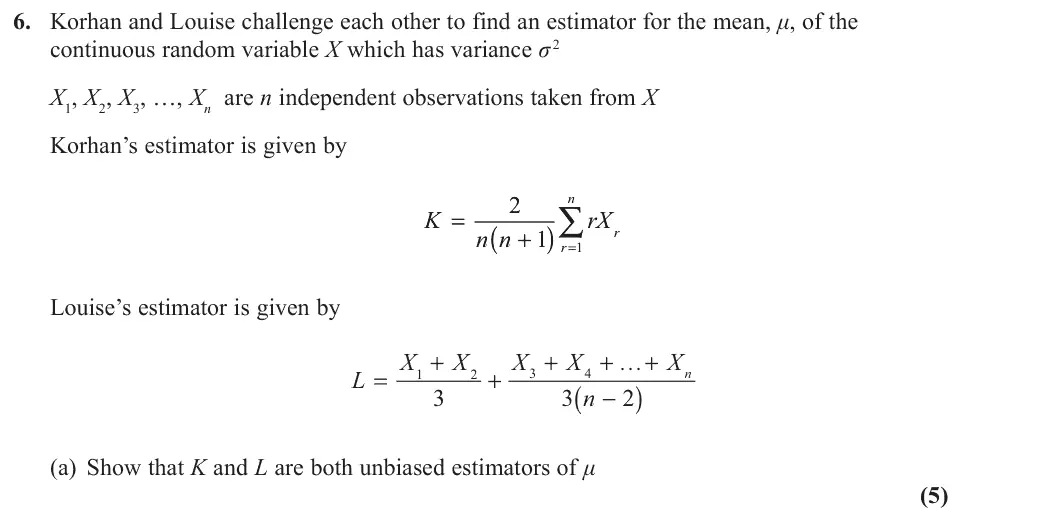 6. Korhan and Louise challenge each other to find an estimator for the mean, μ, of the
continuous random variable X which has variance σ²
X₁, X₂, X₃, …, Xₙ are n independent observations taken from X
Korhan’s estimator is given by
K = 2/(n(n + 1)) ∑_{r=1}^{n} rX_r
Louise’s estimator is given by
L = (X₁ + X₂)/3 + (X₃ + X₄ + … + Xₙ)/(3(n − 2))
(a) Show that K and L are both unbiased estimators of μ
(5)